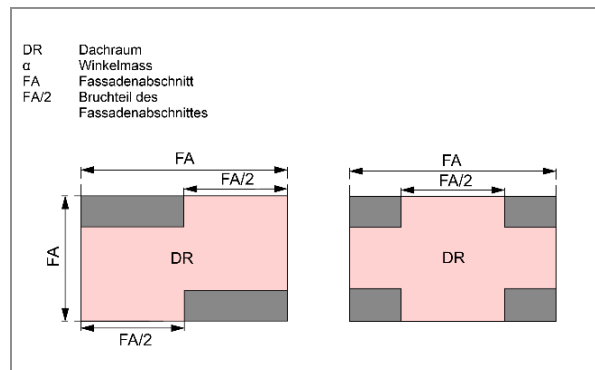 DR Dachraum
α Winkelmass
FA Fassadenabschnitt
FA/2 Bruchteil des
Fassadenabschnittes
FA
FA/2
FA
DR
FA/2
FA
FA/2
DR